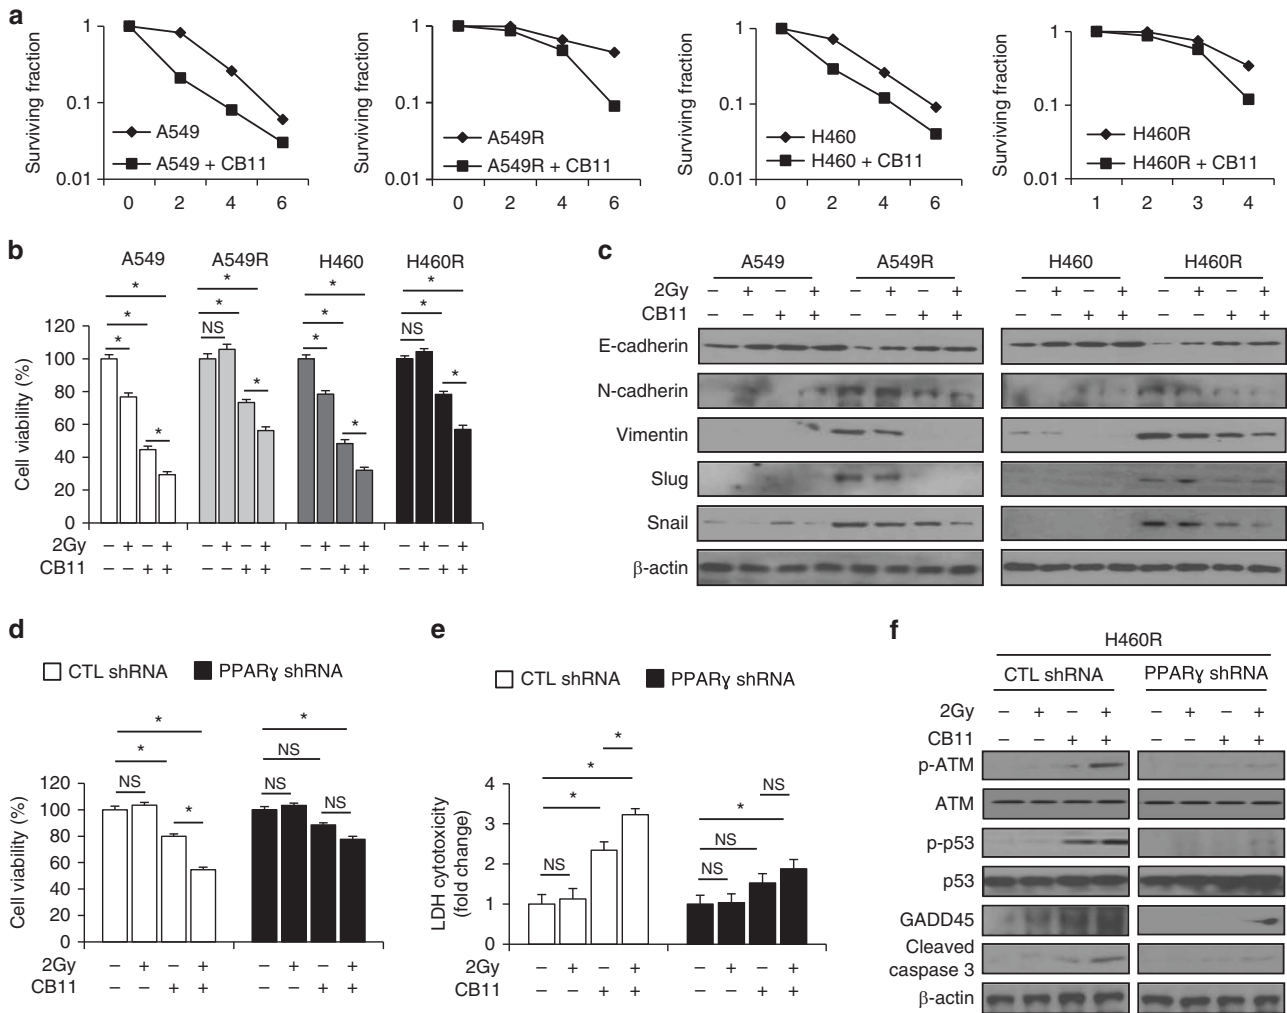 a
Surviving fraction
1
0.1
0.01
A549
A549 + CB11
0 2 4 6
Surviving fraction
1
0.1
0.01
A549R
A549R + CB11
0 2 4 6
Surviving fraction
1
0.1
0.01
H460
H460 + CB11
0 2 4 6
Surviving fraction
1
0.1
0.01
H460R
H460R + CB11
1 2 3 4
b
A549 A549R H460 H460R
* * * *
* * * *
* NS * NS
* * * *
Cell viability (%)
120
100
80
60
40
20
0
2Gy − + − + − + − + − + − + − + − +
CB11 − − + + − − + + − − + + − − + +
c
A549 A549R H460 H460R
2Gy − + − + − + − + − + − + − + − +
CB11 − − + + − − + + − − + + − − + +
E-cadherin
N-cadherin
Vimentin
Slug
Snail
β-actin
d
CTL shRNA PPARɣ shRNA
* *
* NS
NS * NS NS
Cell viability (%)
120
100
80
60
40
20
0
2Gy − + − + − + − +
CB11 − − + + − − + +
e
CTL shRNA PPARɣ shRNA
*
*
* NS
* NS
NS NS
LDH cytotoxicity
(fold change)
4
3
2
1
0
2Gy − + − + − + − +
CB11 − − + + − − + +
f
H460R
CTL shRNA PPARɣ shRNA
2Gy − + − + − + − +
CB11 − − + + − − + +
p-ATM
ATM
p-p53
p53
GADD45
Cleaved
caspase 3
β-actin